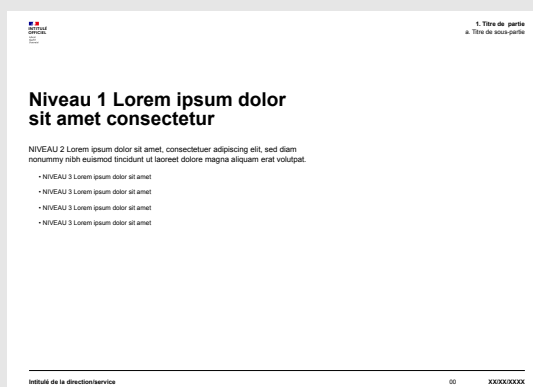 INTITULÉ
OFFICIEL
1. Titre de partie
a. Titre de sous-partie
Niveau 1 Lorem ipsum dolor
sit amet consectetur
NIVEAU 2 Lorem ipsum dolor sit amet, consectetuer adipiscing elit, sed diam
nonummy nibh euismod tincidunt ut laoreet dolore magna aliquam erat volutpat.
• NIVEAU 3 Lorem ipsum dolor sit amet
• NIVEAU 3 Lorem ipsum dolor sit amet
• NIVEAU 3 Lorem ipsum dolor sit amet
• NIVEAU 3 Lorem ipsum dolor sit amet
Intitulé de la direction/service 00 XX/XX/XXXX